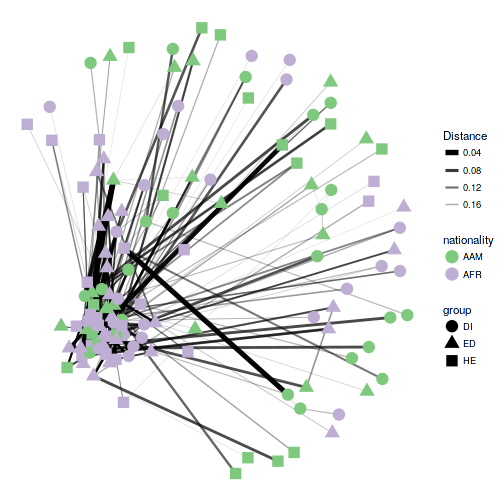 Distance
0.04
0.08
0.12
0.16
nationality
AAM
AFR
group
DI
ED
HE